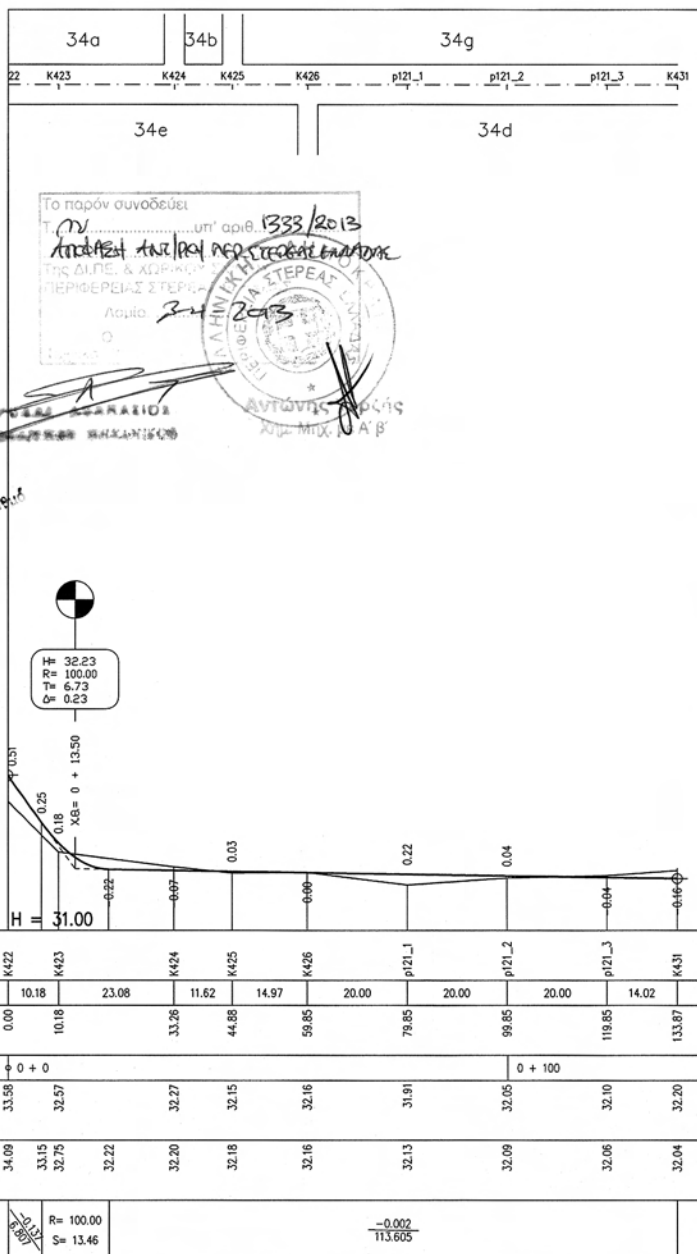 34a 34b 34g
22 K423 K424 K425 K426 p121_1 p121_2 p121_3 K431
34e 34d
Το παρόν συνοδεύει
Τ. ην υπ' αριθ. 1333/2013
Της ΔΙ.ΠΕ. &
ΠΕΡΙΦΕΡΕΙΑΣ ΣΤΕΡΕΑΣ
Λαμία 2013
Ο
ΠΕΡΙΦΕΡΕΙΑ ΣΤΕΡΕΑΣ
Αντώνης
Χημ. Μηχ. με Α' β'
H= 32.23
R= 100.00
T= 6.73
Δ= 0.23
Χ.Θ.= 0 + 13.50
0.51 0.25 0.18 -0.22 -0.07 0.03 0.00 0.22 0.04 -0.04 -0.16
H = 31.00
K422 K423 K424 K425 K426 p121_1 p121_2 p121_3 K431
10.18 23.08 11.62 14.97 20.00 20.00 20.00 14.02
0.00 10.18 33.26 44.88 59.85 79.85 99.85 119.85 133.87
0 + 0 0 + 100
33.58 32.57 32.27 32.15 32.16 31.91 32.05 32.10 32.20
34.09 33.15 32.75 32.22 32.20 32.18 32.16 32.13 32.09 32.06 32.04
-0.137 R= 100.00 -0.002
6.807 S= 13.46 113.605